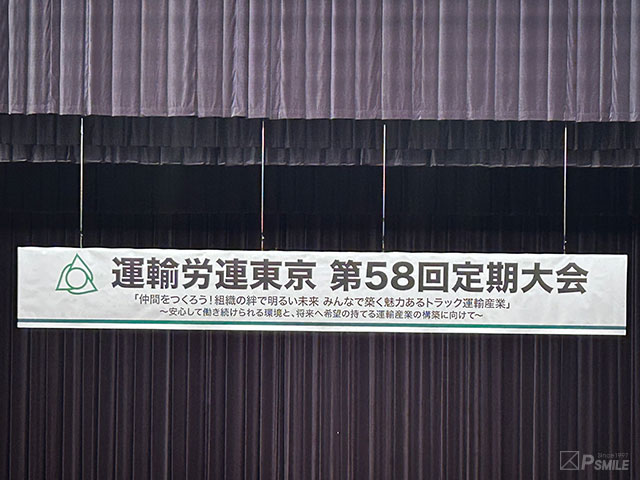 運輸労連東京 第58回定期大会
「仲間をつくろう！組織の絆で明るい未来 みんなで築く魅力あるトラック運輸産業」
～安心して働き続けられる環境と、将来へ希望の持てる運輸産業の構築に向けて～
Since1997
PSMILE